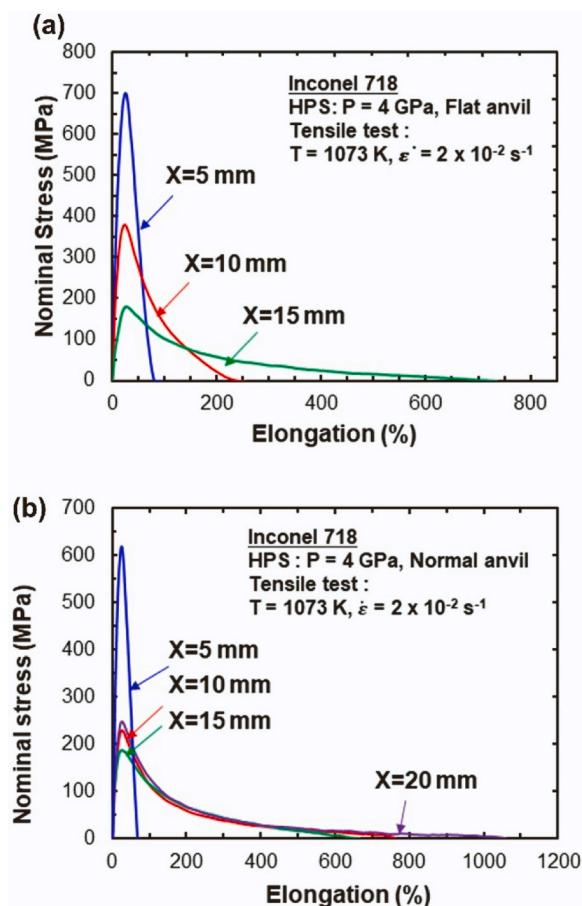 (a)
800
700
600
500
400
300
200
100
0
Nominal Stress (MPa)
Inconel 718
HPS: P = 4 GPa, Flat anvil
Tensile test :
T = 1073 K, ε˙ = 2 x 10⁻² s⁻¹
X=5 mm
X=10 mm
X=15 mm
0 200 400 600 800
Elongation (%)
(b)
700
600
500
400
300
200
100
0
Nominal stress (MPa)
Inconel 718
HPS : P = 4 GPa, Normal anvil
Tensile test :
T = 1073 K, ε̇ = 2 x 10⁻² s⁻¹
X=5 mm
X=10 mm
X=15 mm
X=20 mm
0 200 400 600 800 1000 1200
Elongation (%)